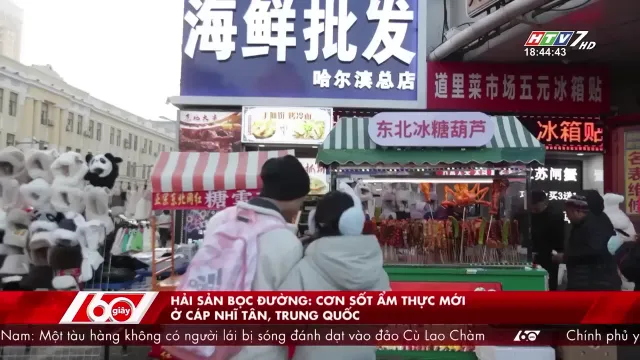 海鲜批发
哈尔滨总店
HTV7 HD
18:44:43
道里菜市场五元冰箱贴
东北冰糖葫芦
冰箱贴
60 giây
HẢI SẢN BỌC ĐƯỜNG: CƠN SỐT ẨM THỰC MỚI
Ở CÁP NHĨ TÂN, TRUNG QUỐC
Nam: Một tàu hàng không có người lái bị sóng đánh dạt vào đảo Cù Lao Chàm
60
Chính phủ y